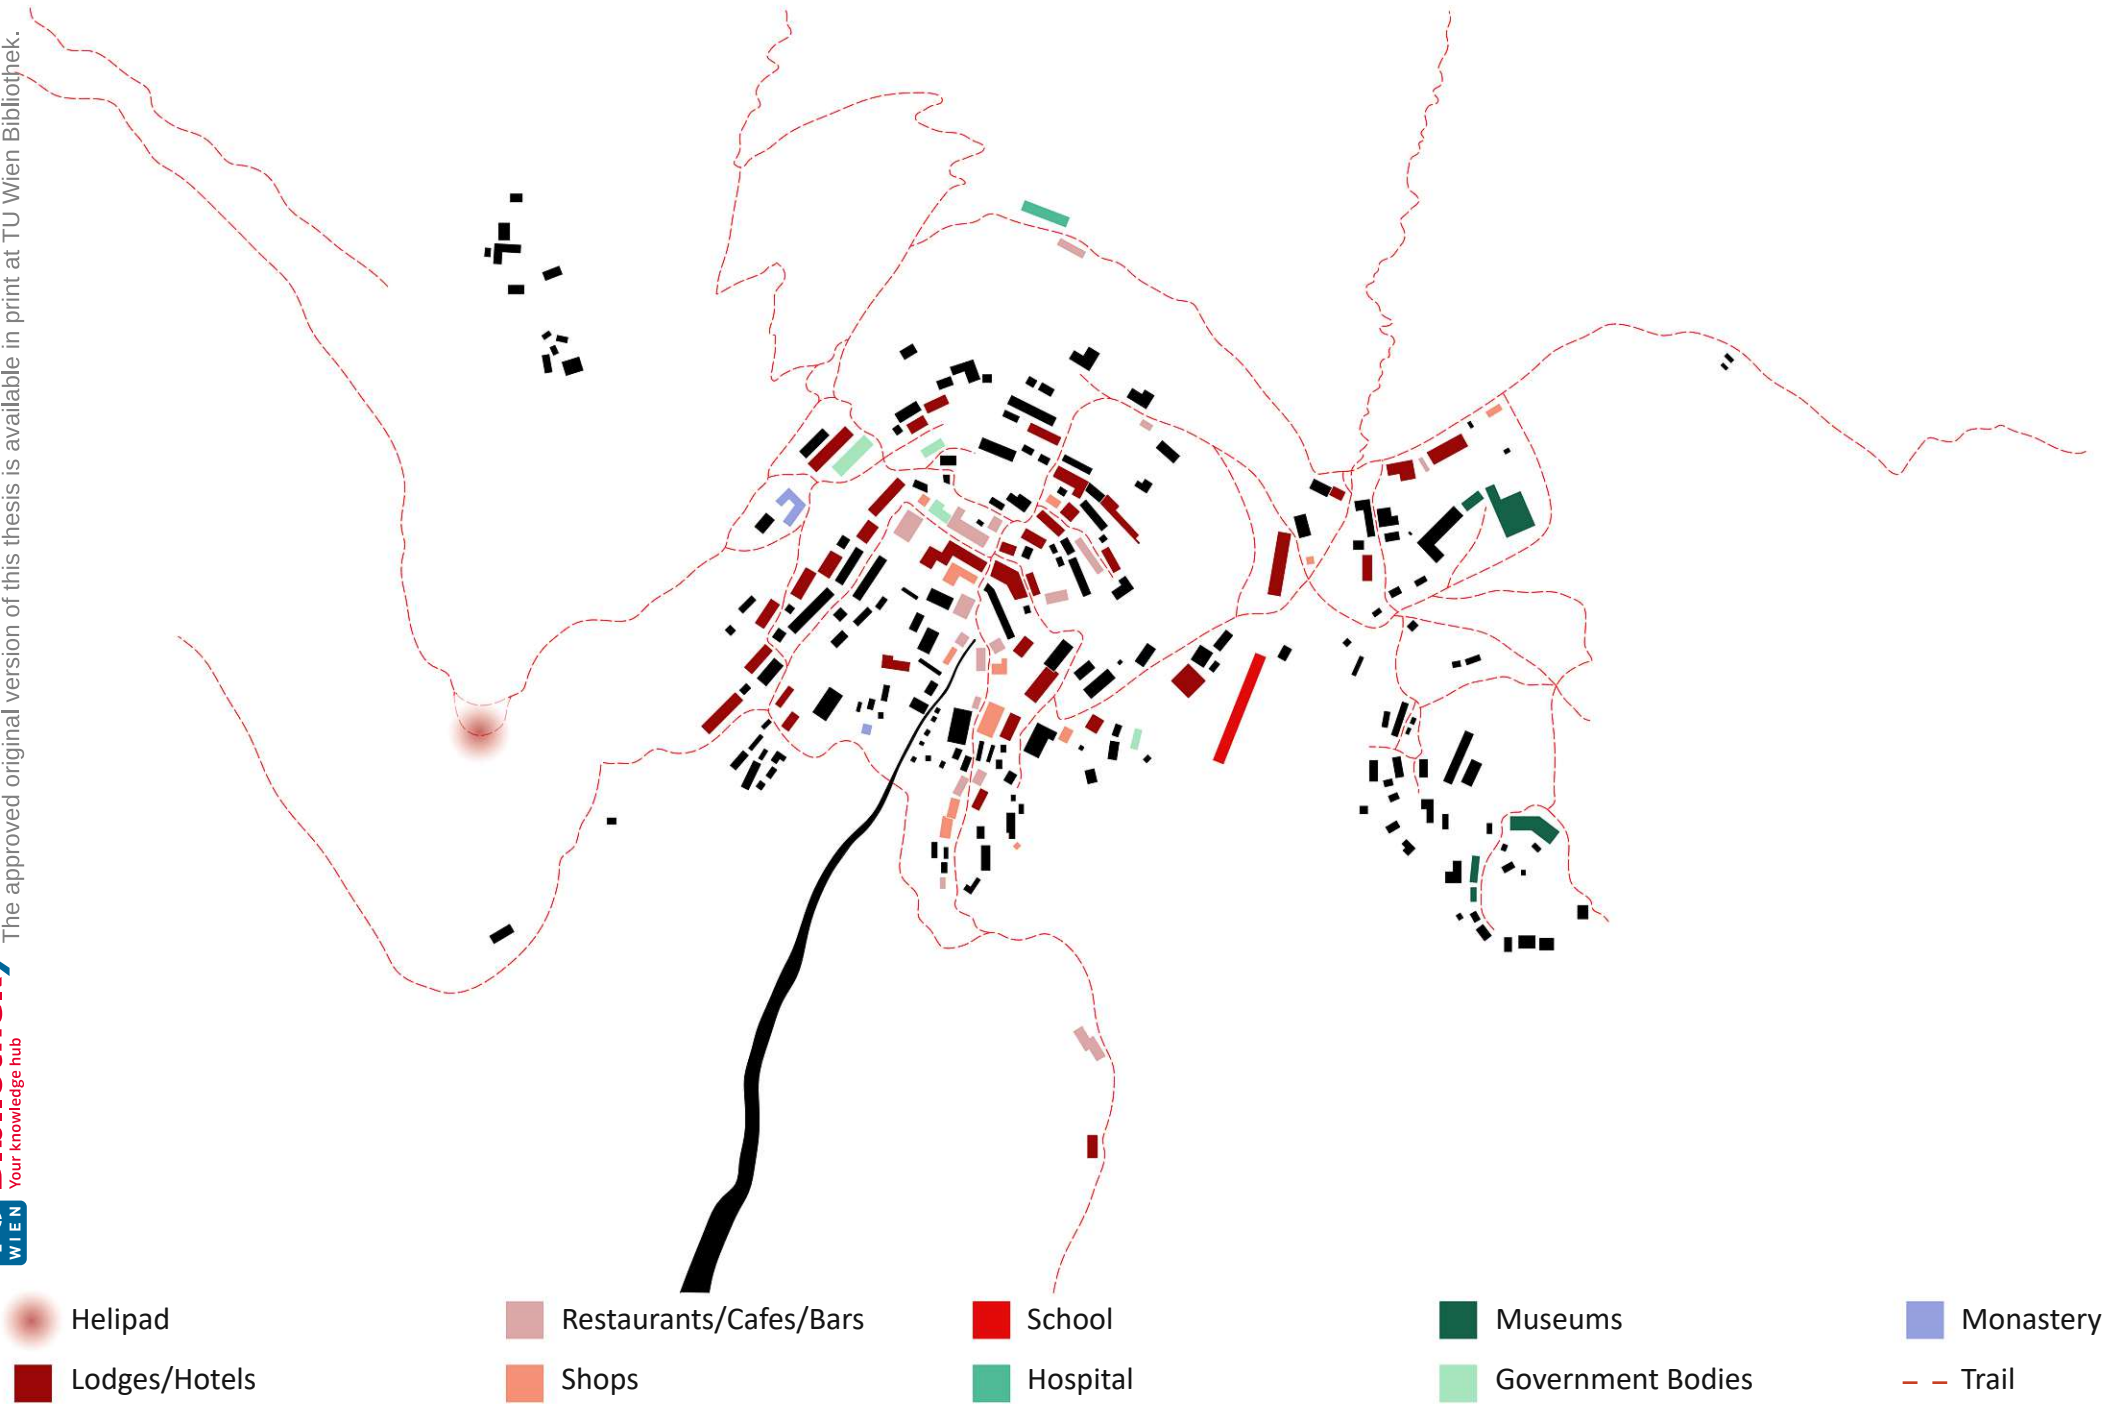 The approved original version of this thesis is available in print at TU Wien Bibliothek.
Your knowledge hub
WIEN
Helipad
Restaurants/Cafes/Bars
School
Museums
Monastery
Lodges/Hotels
Shops
Hospital
Government Bodies
Trail